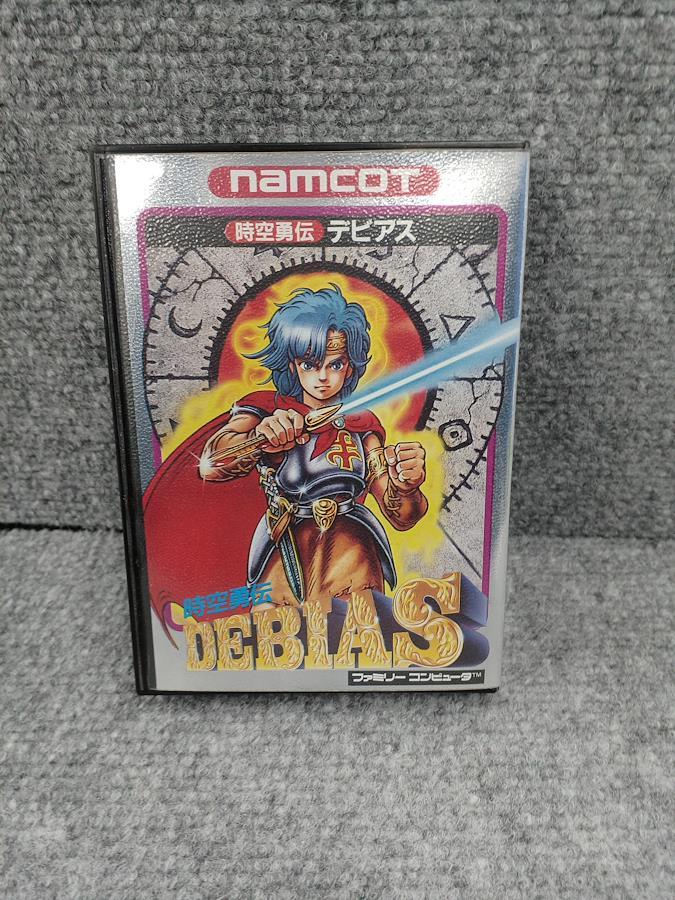 namcoT
時空勇伝 デビアス
時空勇伝
DEBIAS
ファミリー コンピュータ™